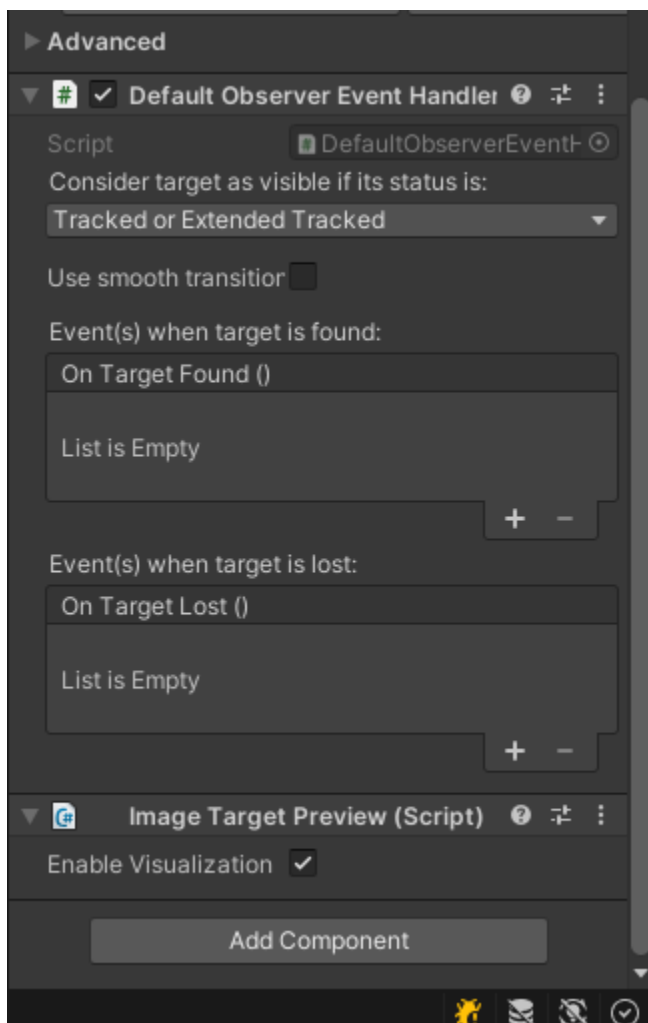 Advanced
# Default Observer Event Handler
Script # DefaultObserverEventH
Consider target as visible if its status is:
Tracked or Extended Tracked
Use smooth transition
Event(s) when target is found:
On Target Found ()
List is Empty
+ −
Event(s) when target is lost:
On Target Lost ()
List is Empty
+ −
Image Target Preview (Script)
Enable Visualization
Add Component